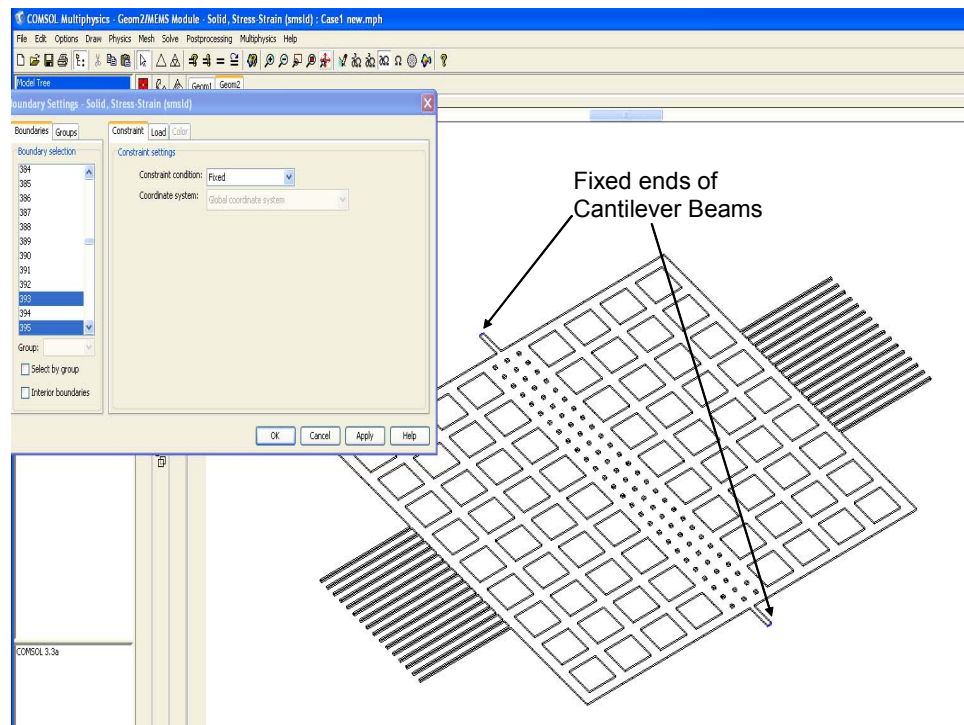 COMSOL Multiphysics - Geom2/MEMS Module - Solid, Stress-Strain (smsld) : Case1 new.mph
File Edit Options Draw Physics Mesh Solve Postprocessing Multiphysics Help
Model Tree
Geom1 Geom2
oundary Settings - Solid, Stress-Strain (smsld)
Boundaries Groups
Constraint Load Color
Boundary selection
384
385
386
387
388
389
390
391
392
393
394
395
Group:
Select by group
Interior boundaries
Constraint settings
Constraint condition: Fixed
Coordinate system: Global coordinate system
OK Cancel Apply Help
Fixed ends of
Cantilever Beams
COMSOL 3.3a